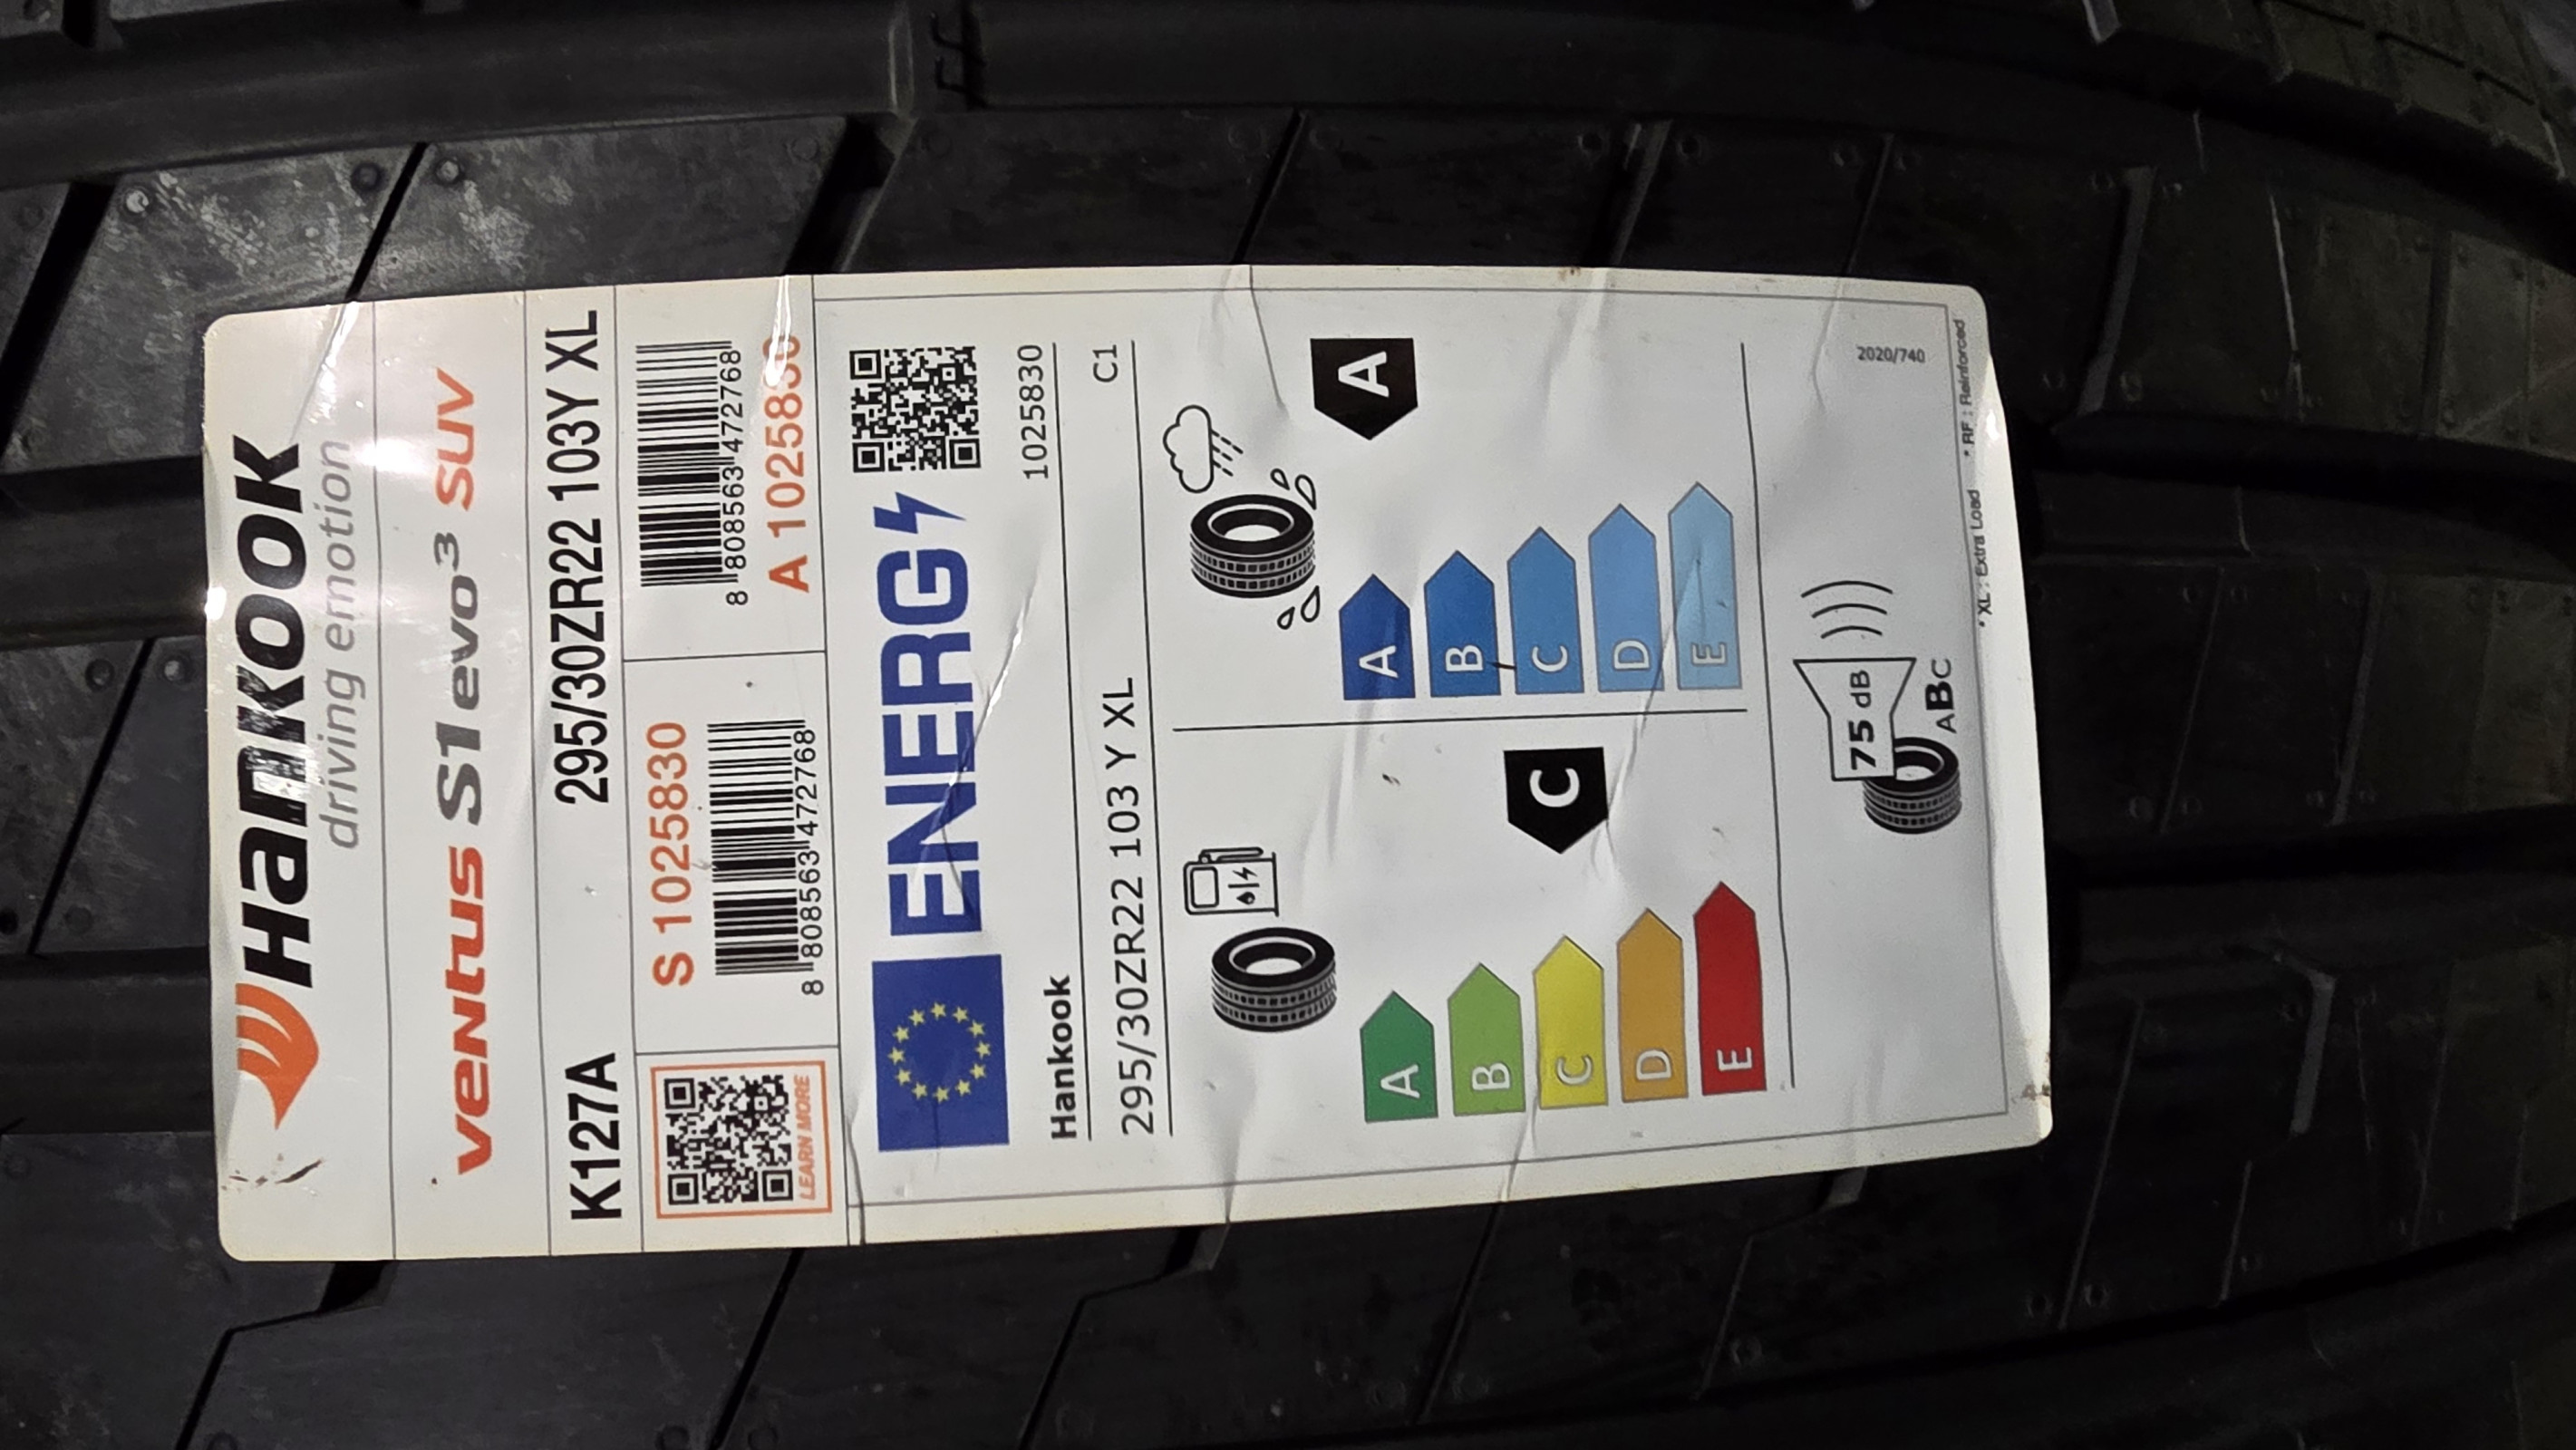 Hankook
driving emotion
ventus S1 evo³ SUV
K127A 295/30ZR22 103Y XL
LEARN MORE
S 1025830
8 808563 472768
8 808563 472768
A 1025830
ENERG
Hankook 1025830
295/30ZR22 103 Y XL C1
A
B
C
D
E
C
A
B
C
D
E
A
75 dB
ABC
2020/740
* XL : Extra Load * RF : Reinforced